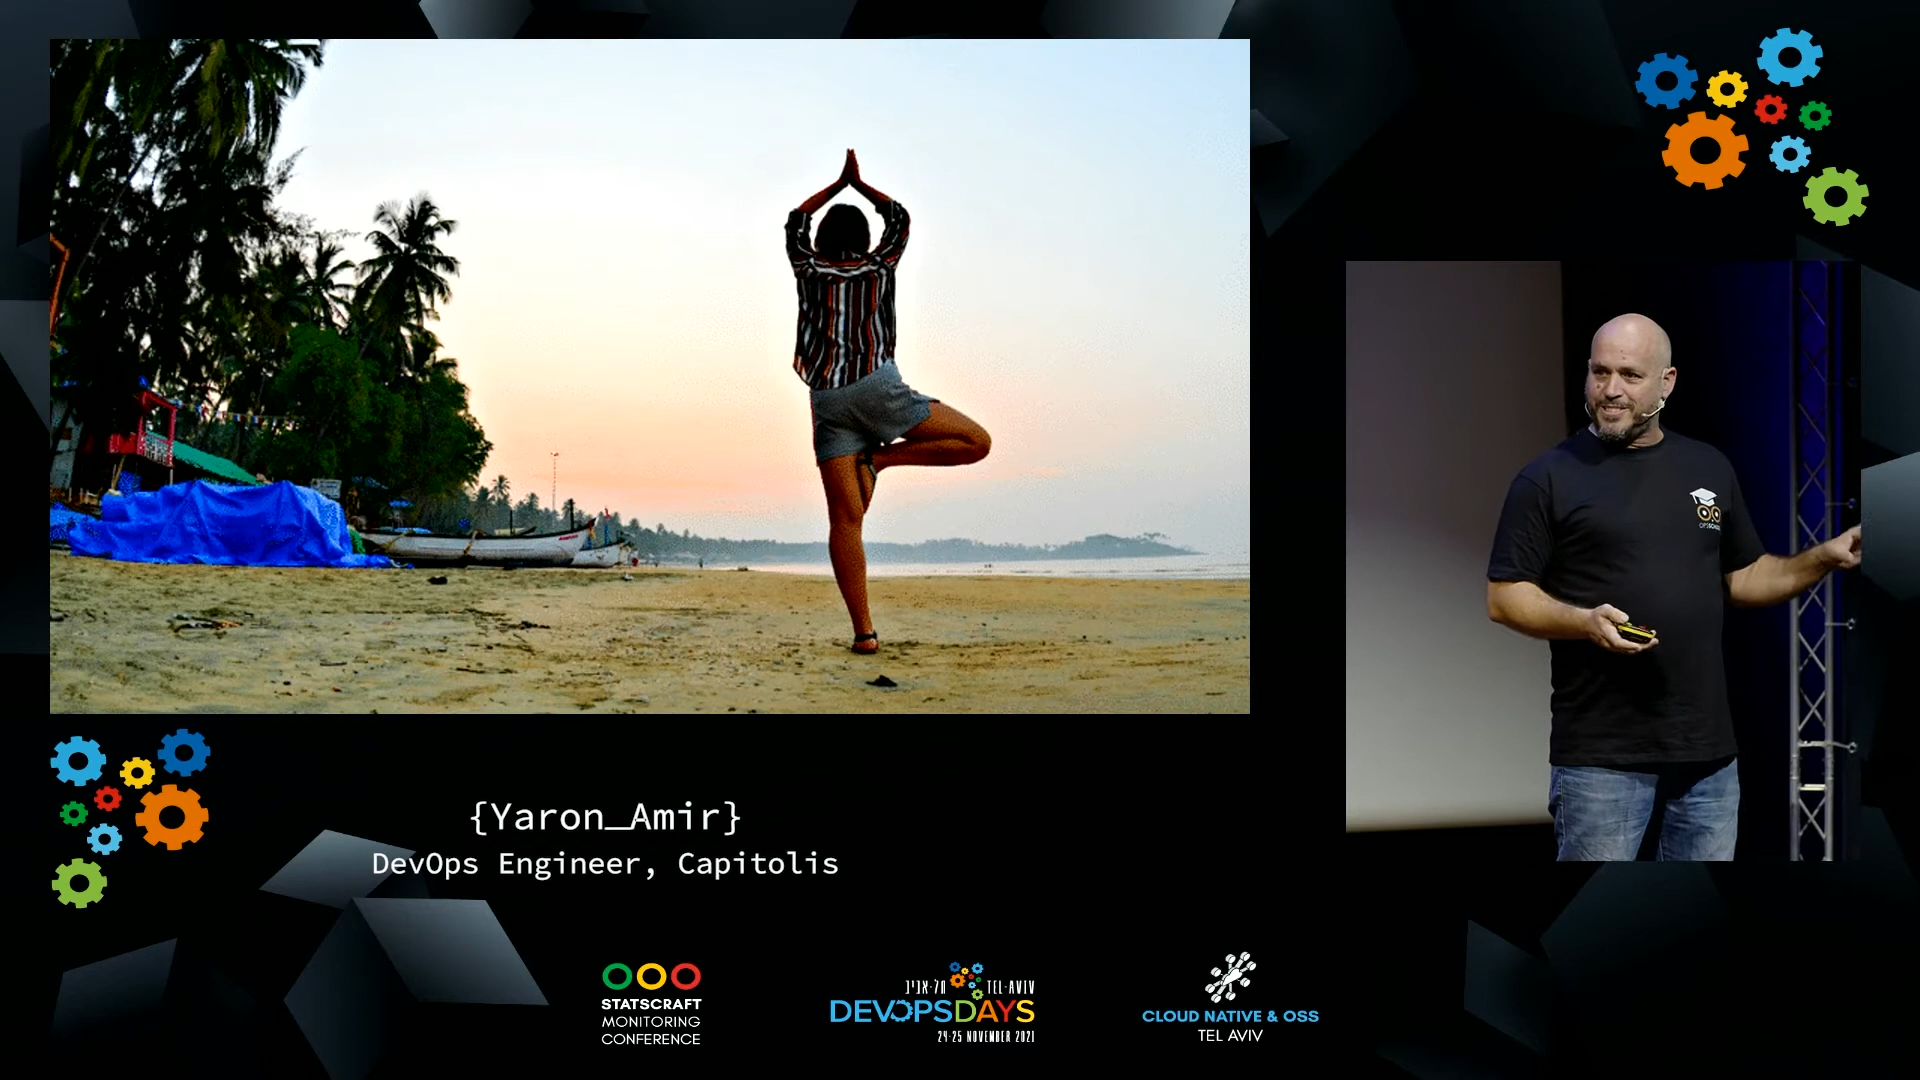 {Yaron_Amir}
DevOps Engineer, Capitolis
STATSCRAFT
MONITORING
CONFERENCE
תל-אביב TEL-AVIV
DEVOPSDAYS
24-25 NOVEMBER 2021
CLOUD NATIVE & OSS
TEL AVIV